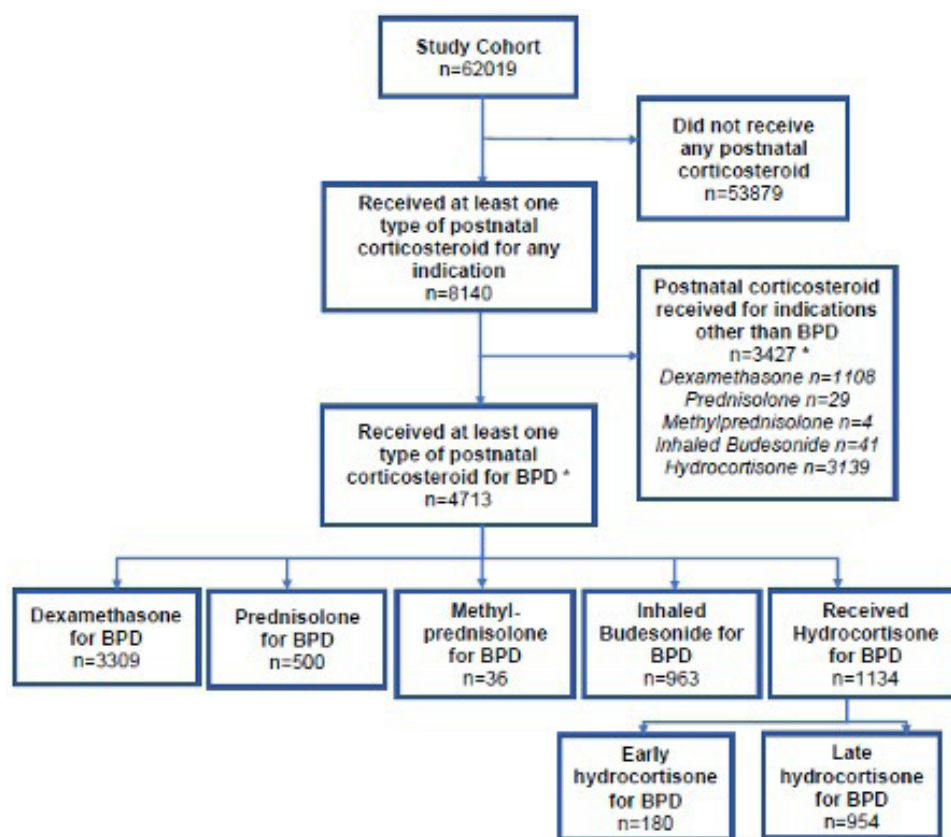 Study Cohort
n=62019
Did not receive
any postnatal
corticosteroid
n=53879
Received at least one
type of postnatal
corticosteroid for any
indication
n=8140
Postnatal corticosteroid
received for indications
other than BPD
n=3427 *
Dexamethasone n=1108
Prednisolone n=29
Methylprednisolone n=4
Inhaled Budesonide n=41
Hydrocortisone n=3139
Received at least one
type of postnatal
corticosteroid for BPD *
n=4713
Dexamethasone
for BPD
n=3309
Prednisolone
for BPD
n=500
Methyl-
prednisolone
for BPD
n=36
Inhaled
Budesonide for
BPD
n=963
Received
Hydrocortisone for
BPD
n=1134
Early
hydrocortisone
for BPD
n=180
Late
hydrocortisone
for BPD
n=954